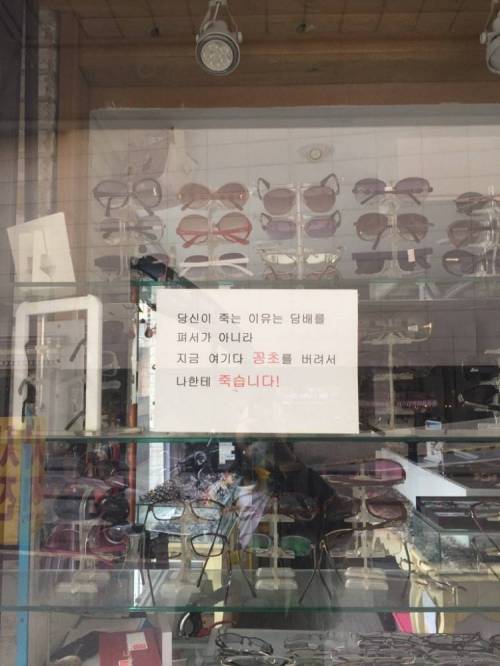 당신이 죽는 이유는 담배를
펴서가 아니라
지금 여기다 꽁초를 버려서
나한테 죽습니다!